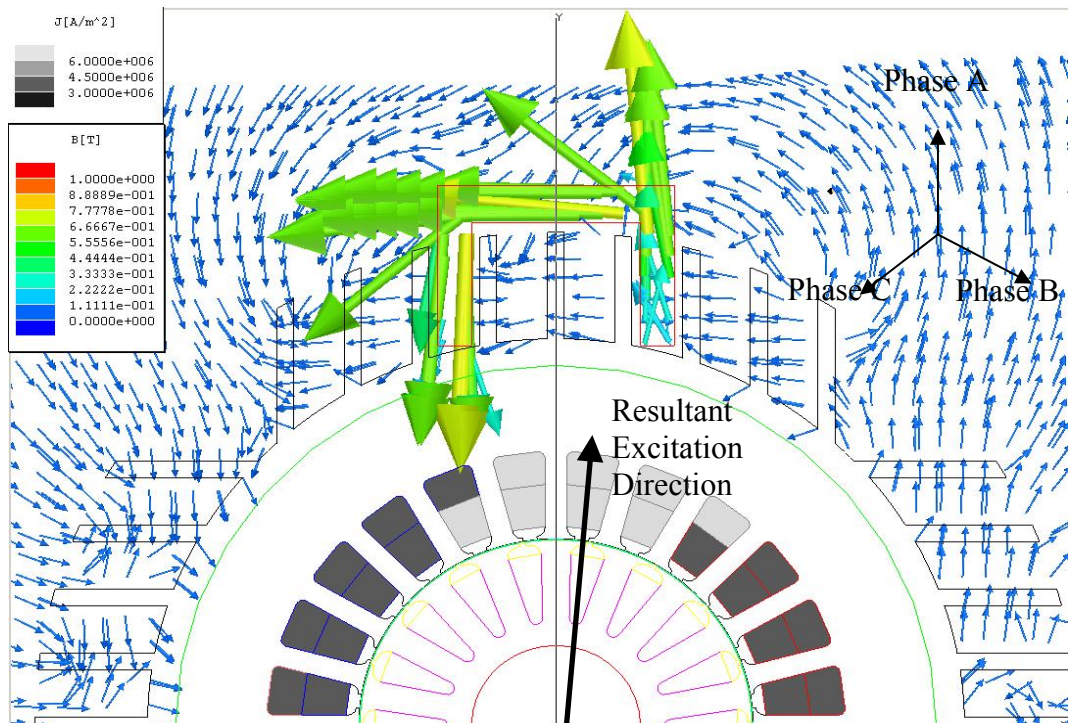 J[A/m^2]
6.0000e+006
4.5000e+006
3.0000e+006
B[T]
1.0000e+000
8.8889e-001
7.7778e-001
6.6667e-001
5.5556e-001
4.4444e-001
3.3333e-001
2.2222e-001
1.1111e-001
0.0000e+000
Y
Phase A
Phase C
Phase B
Resultant
Excitation
Direction